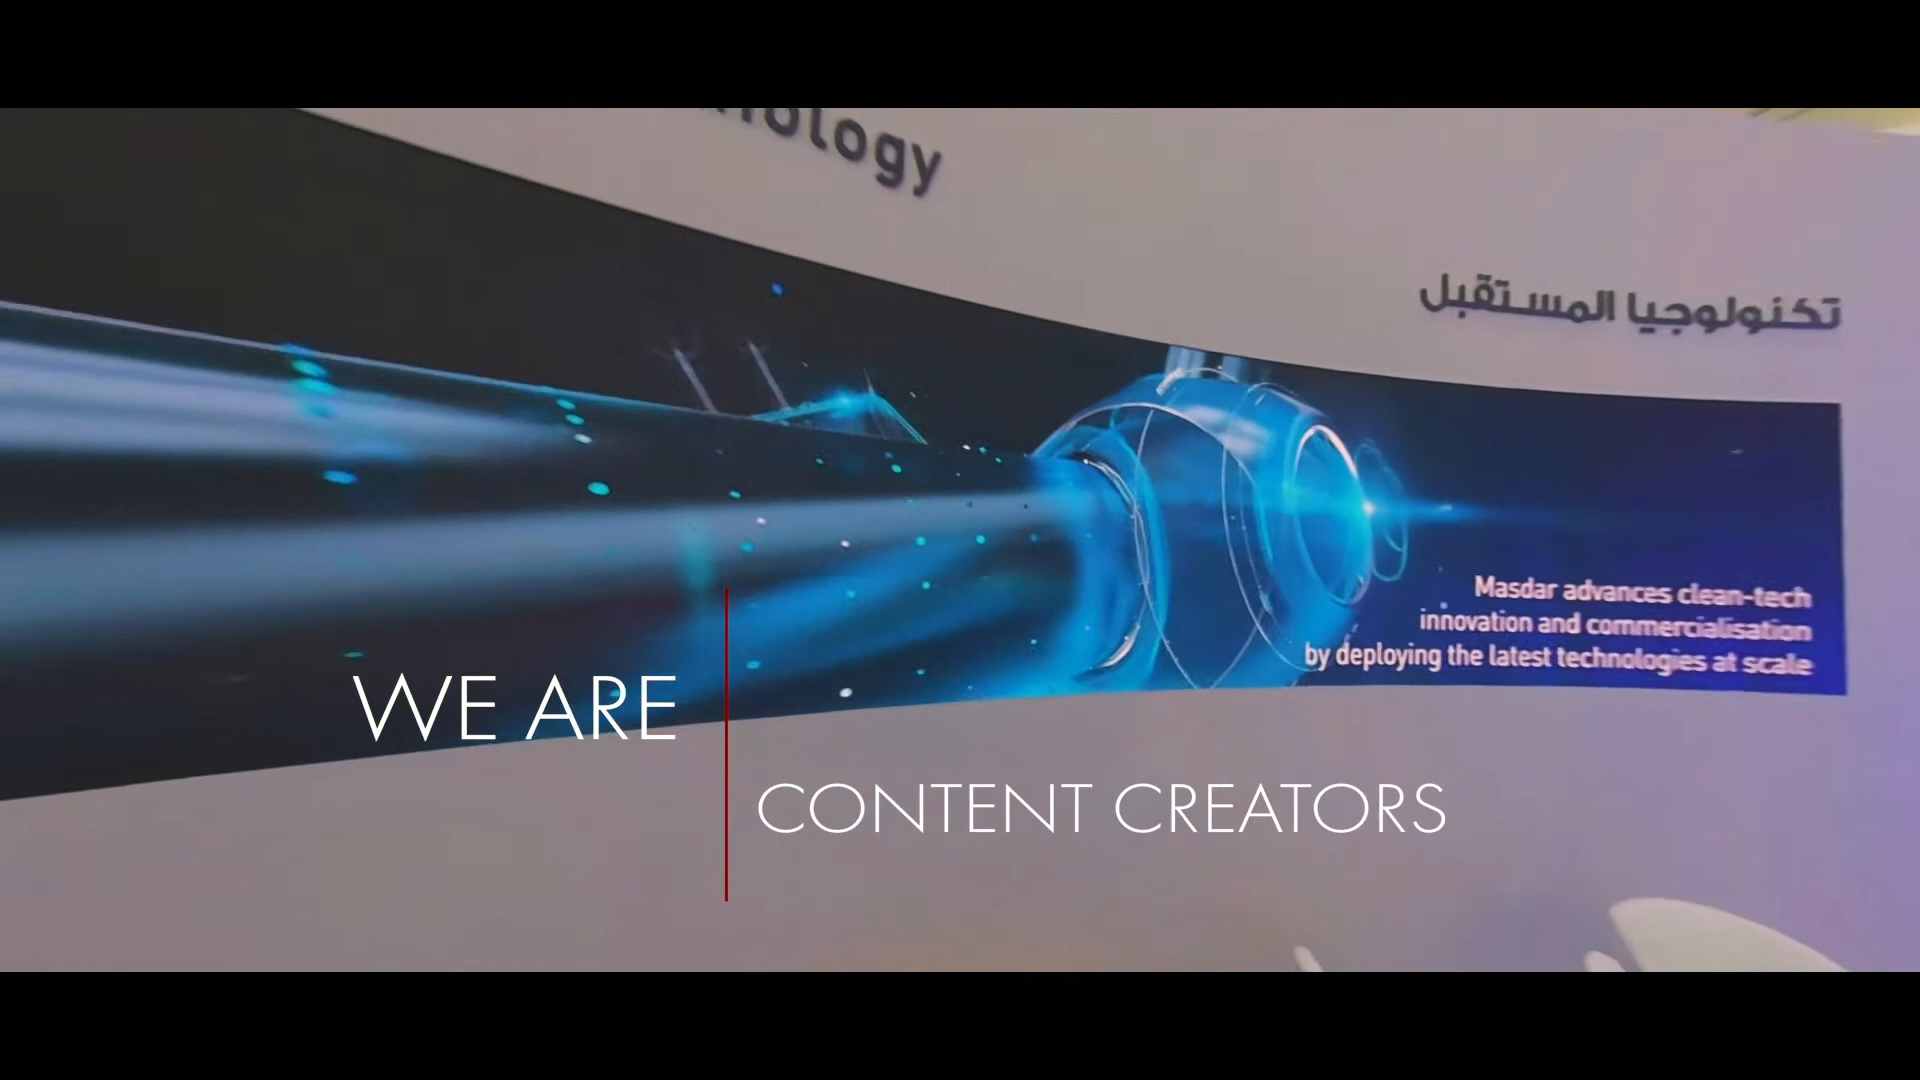 تكنولوجيا المستقبل
Masdar advances clean-tech
innovation and commercialisation
by deploying the latest technologies at scale
WE ARE
CONTENT CREATORS